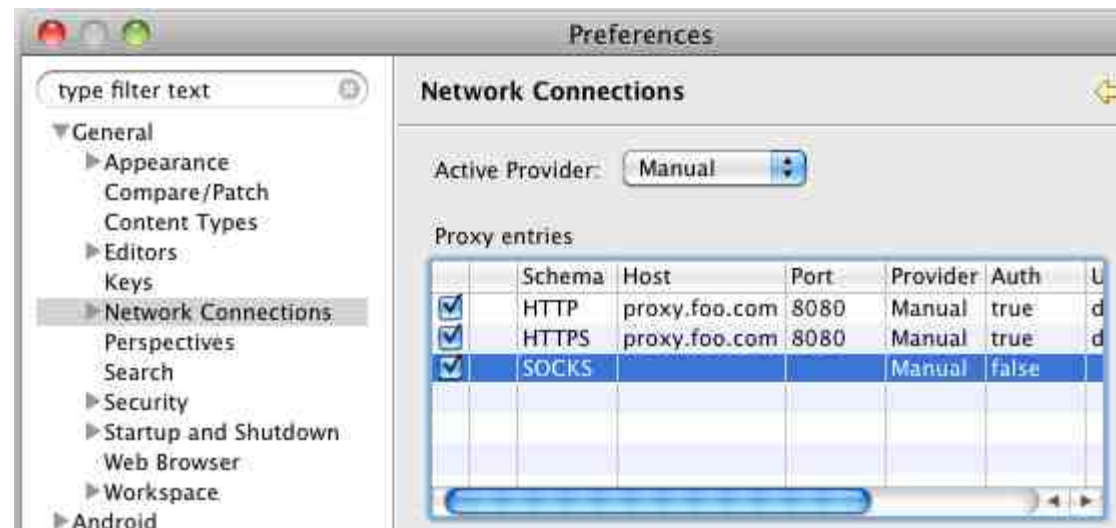 Preferences
type filter text
General
Appearance
Compare/Patch
Content Types
Editors
Keys
Network Connections
Perspectives
Search
Security
Startup and Shutdown
Web Browser
Workspace
Android
Network Connections
Active Provider: Manual
Proxy entries
Schema Host Port Provider Auth U
HTTP proxy.foo.com 8080 Manual true d
HTTPS proxy.foo.com 8080 Manual true d
SOCKS Manual false